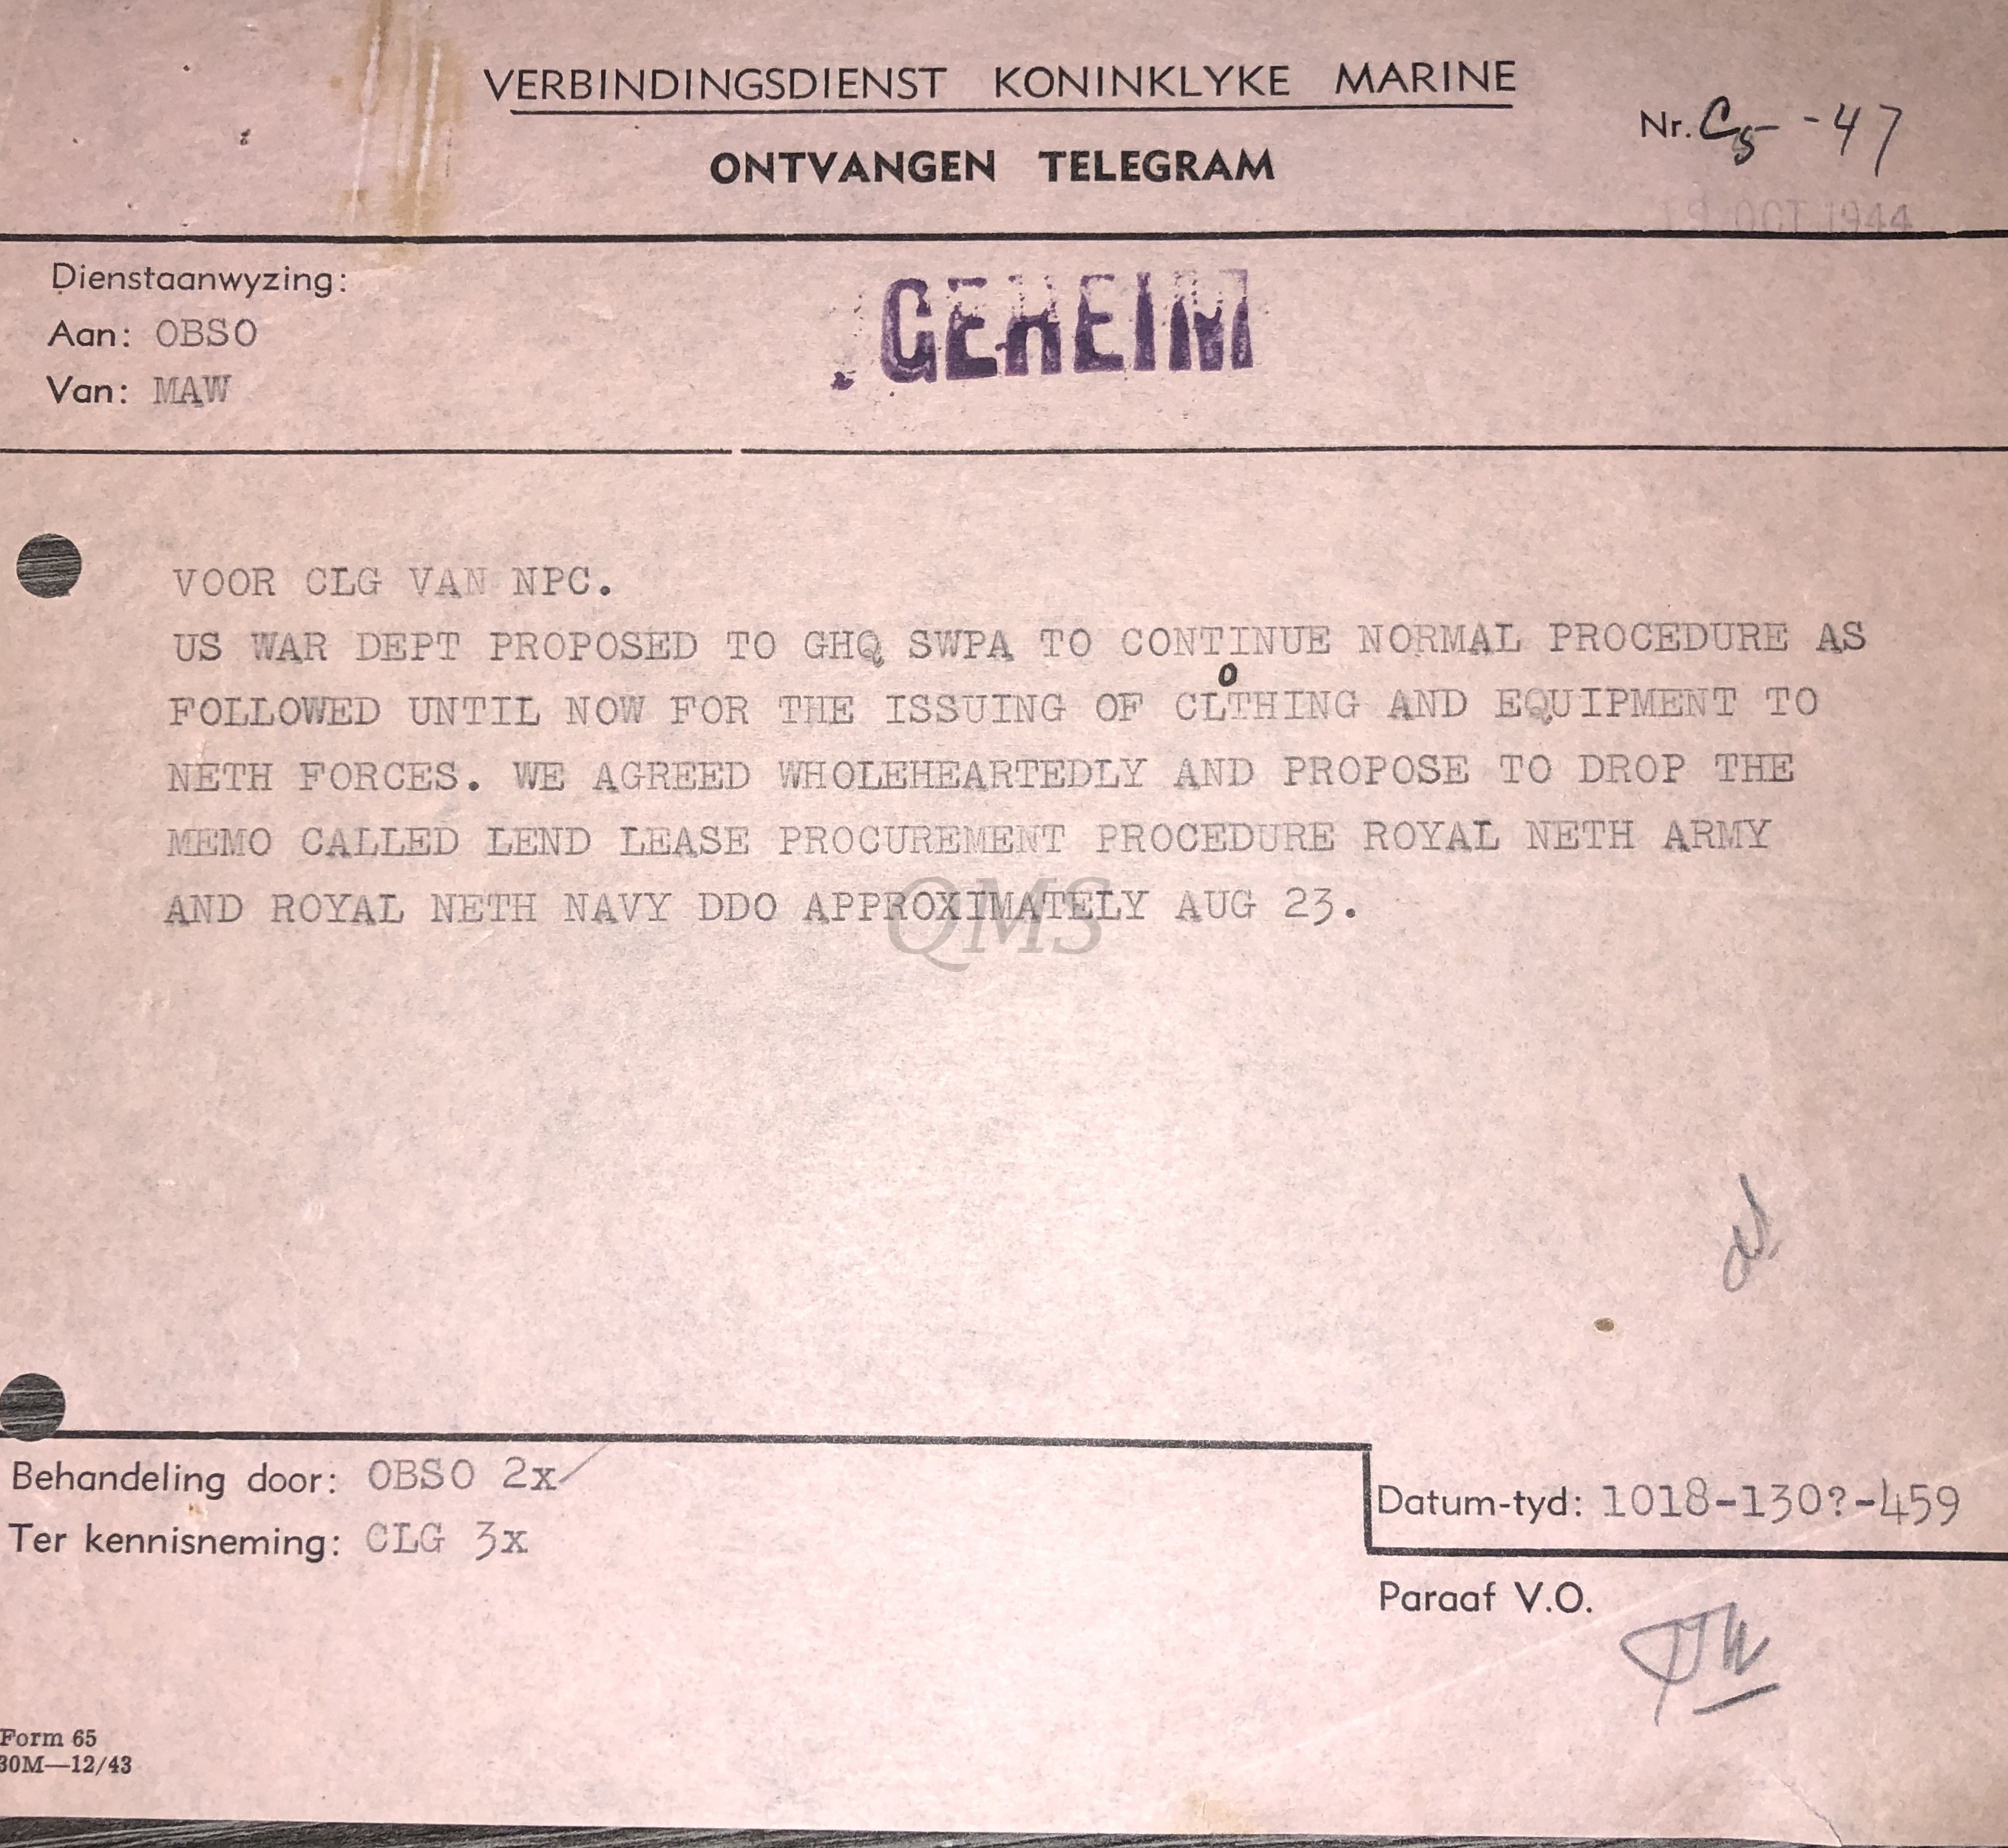 VERBINDINGSDIENST KONINKLYKE MARINE
ONTVANGEN TELEGRAM
Nr. C5-47
OCT 1944
Dienstaanwyzing:
GEHEIM
Aan: OBSO
Van: MAW
VOOR CLG VAN NPC.
US WAR DEPT PROPOSED TO GHQ SWPA TO CONTINUE NORMAL PROCEDURE AS
o
FOLLOWED UNTIL NOW FOR THE ISSUING OF CLTHING AND EQUIPMENT TO
NETH FORCES. WE AGREED WHOLEHEARTEDLY AND PROPOSE TO DROP THE
MEMO CALLED LEND LEASE PROCUREMENT PROCEDURE ROYAL NETH ARMY
AND ROYAL NETH NAVY DDO APPROXIMATELY AUG 23.
QMS
Behandeling door: OBSO 2x
Ter kennisneming: CLG 3x
Datum-tyd: 1018-130?-459
Paraaf V.O.
Form 65
30M—12/43